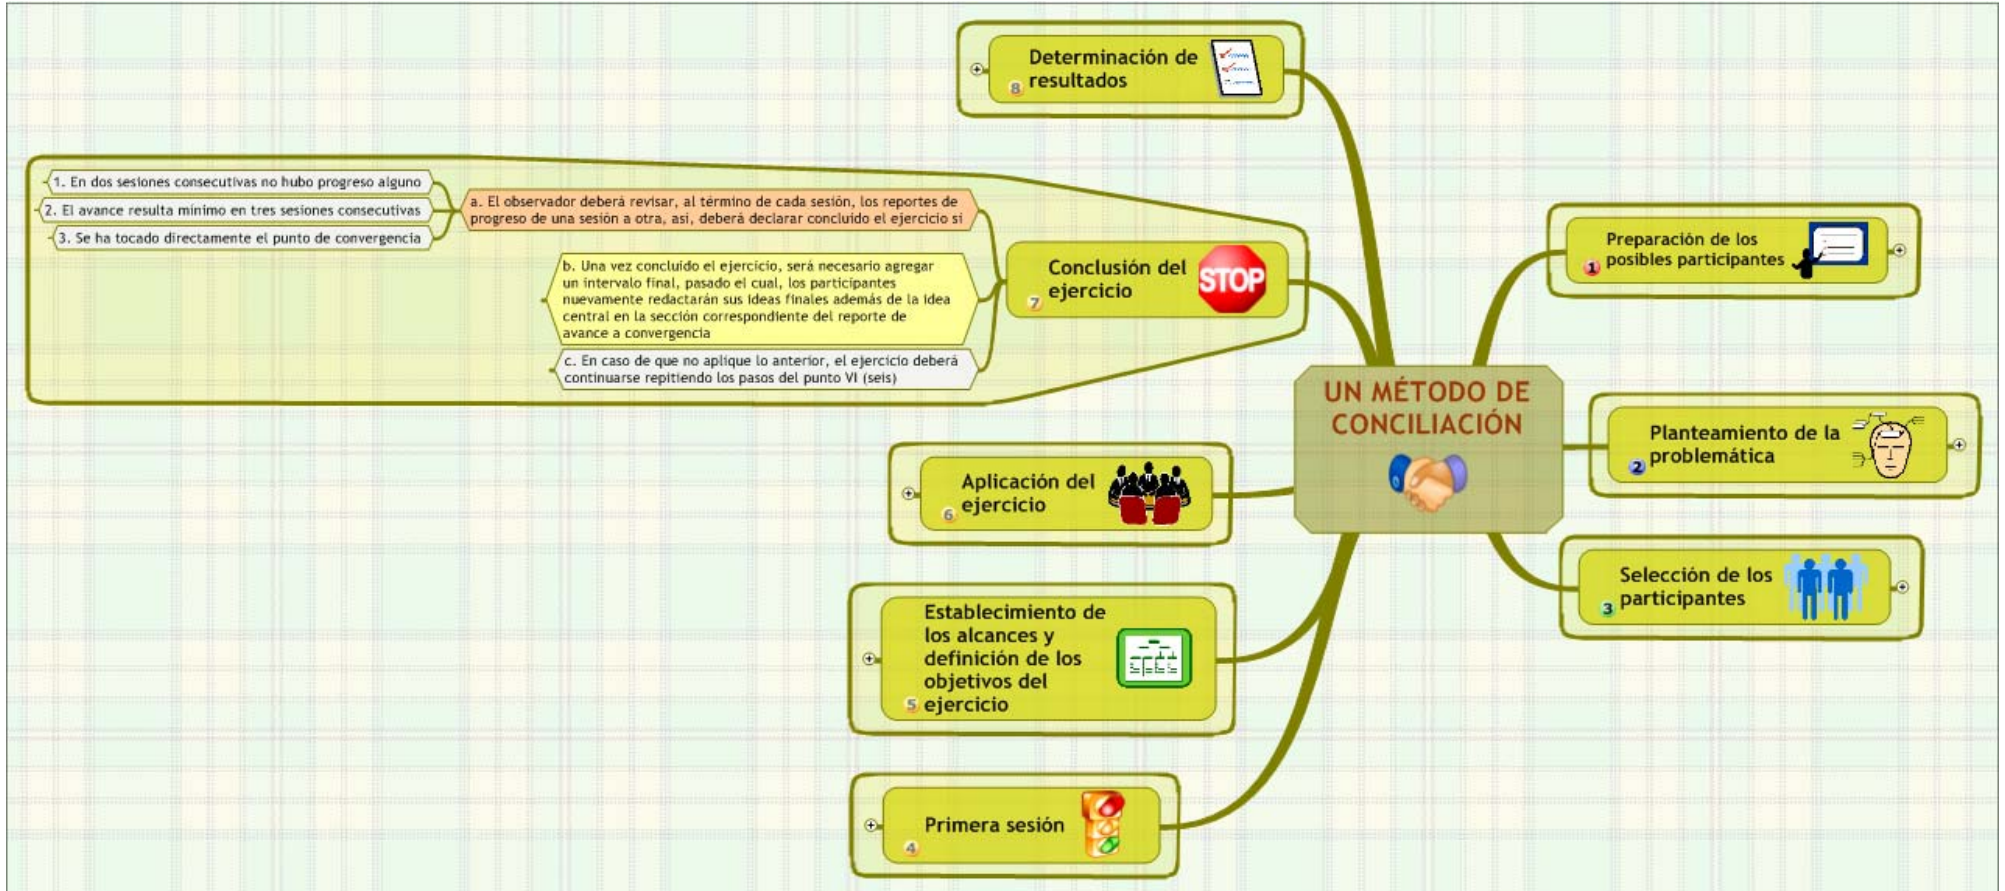 UN MÉTODO DE
CONCILIACIÓN
1
Preparación de los
posibles participantes
2
Planteamiento de la
problemática
3
Selección de los
participantes
4
Primera sesión
5
Establecimiento de
los alcances y
definición de los
objetivos del
ejercicio
6
Aplicación del
ejercicio
7
Conclusión del
ejercicio
STOP
a. El observador deberá revisar, al término de cada sesión, los reportes de
progreso de una sesión a otra, así, deberá declarar concluido el ejercicio si
1. En dos sesiones consecutivas no hubo progreso alguno
2. El avance resulta mínimo en tres sesiones consecutivas
3. Se ha tocado directamente el punto de convergencia
b. Una vez concluido el ejercicio, será necesario agregar
un intervalo final, pasado el cual, los participantes
nuevamente redactarán sus ideas finales además de la idea
central en la sección correspondiente del reporte de
avance a convergencia
c. En caso de que no aplique lo anterior, el ejercicio deberá
continuarse repitiendo los pasos del punto VI (seis)
8
Determinación de
resultados